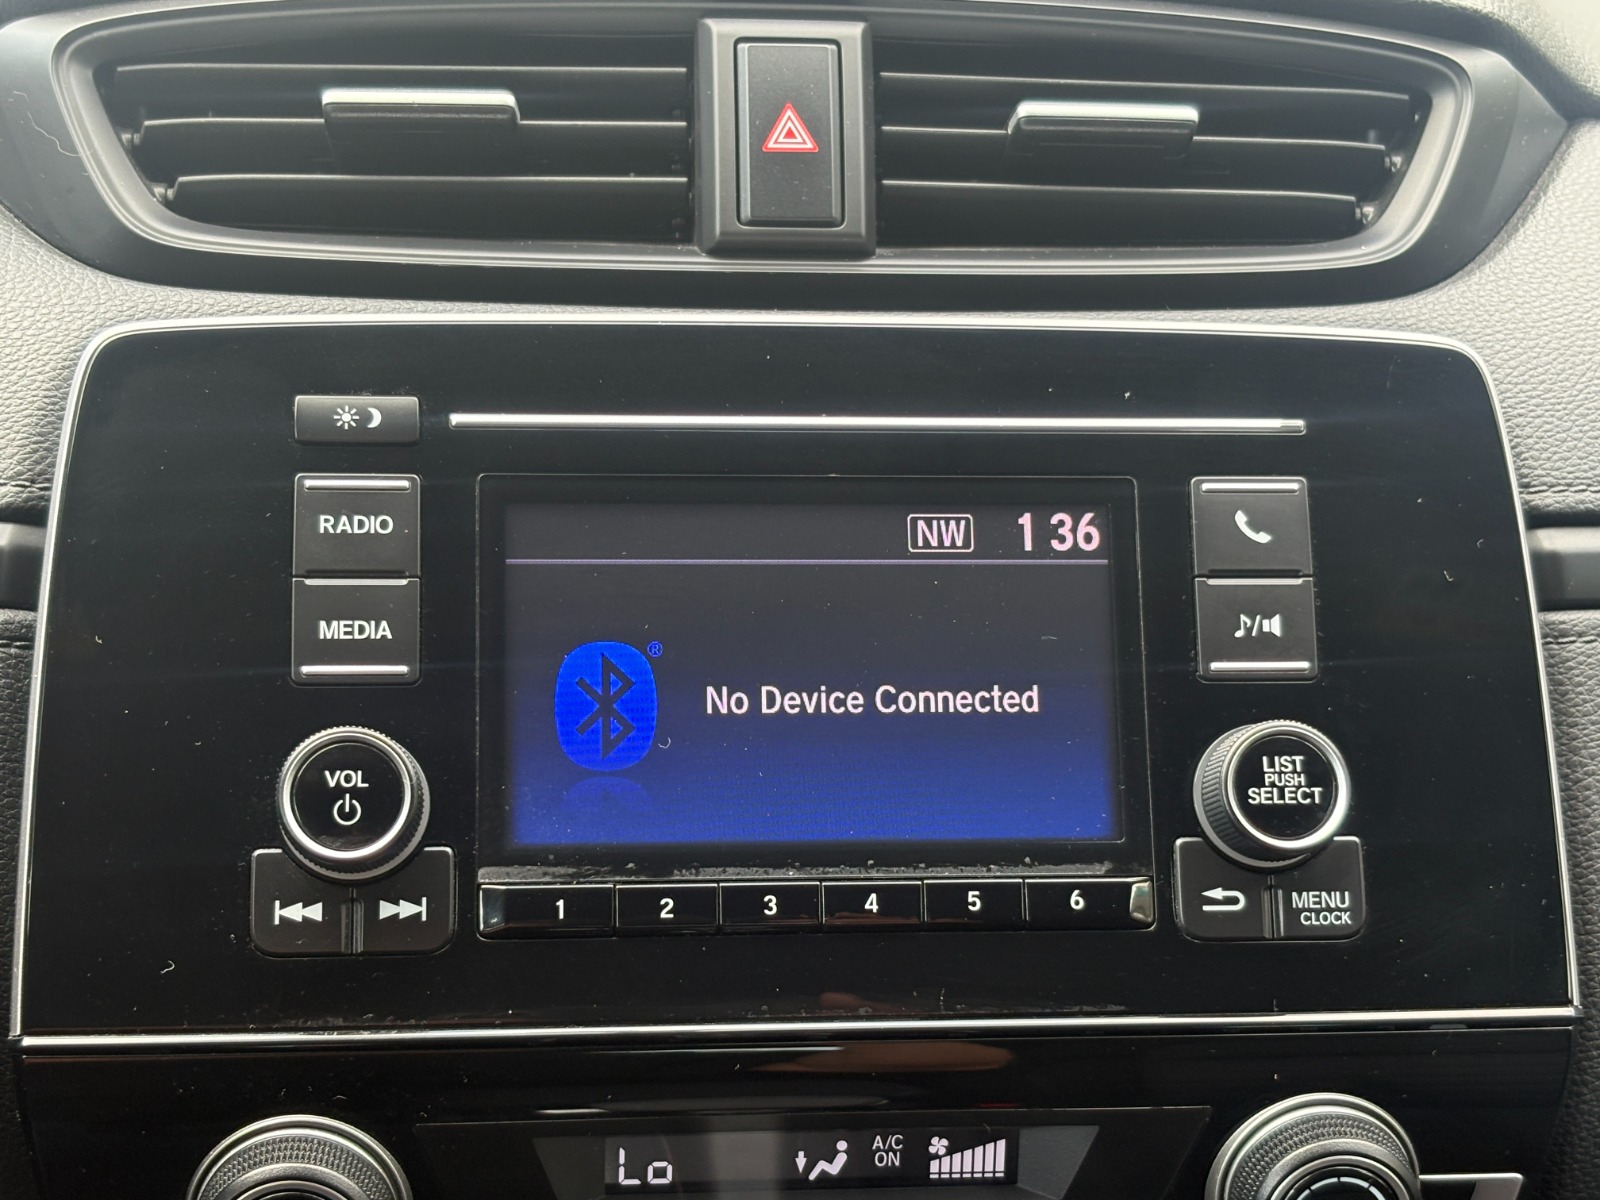 RADIO
MEDIA
NW 1 36
®
No Device Connected
VOL
LIST
PUSH
SELECT
1 2 3 4 5 6
MENU
CLOCK
Lo
A/C
ON